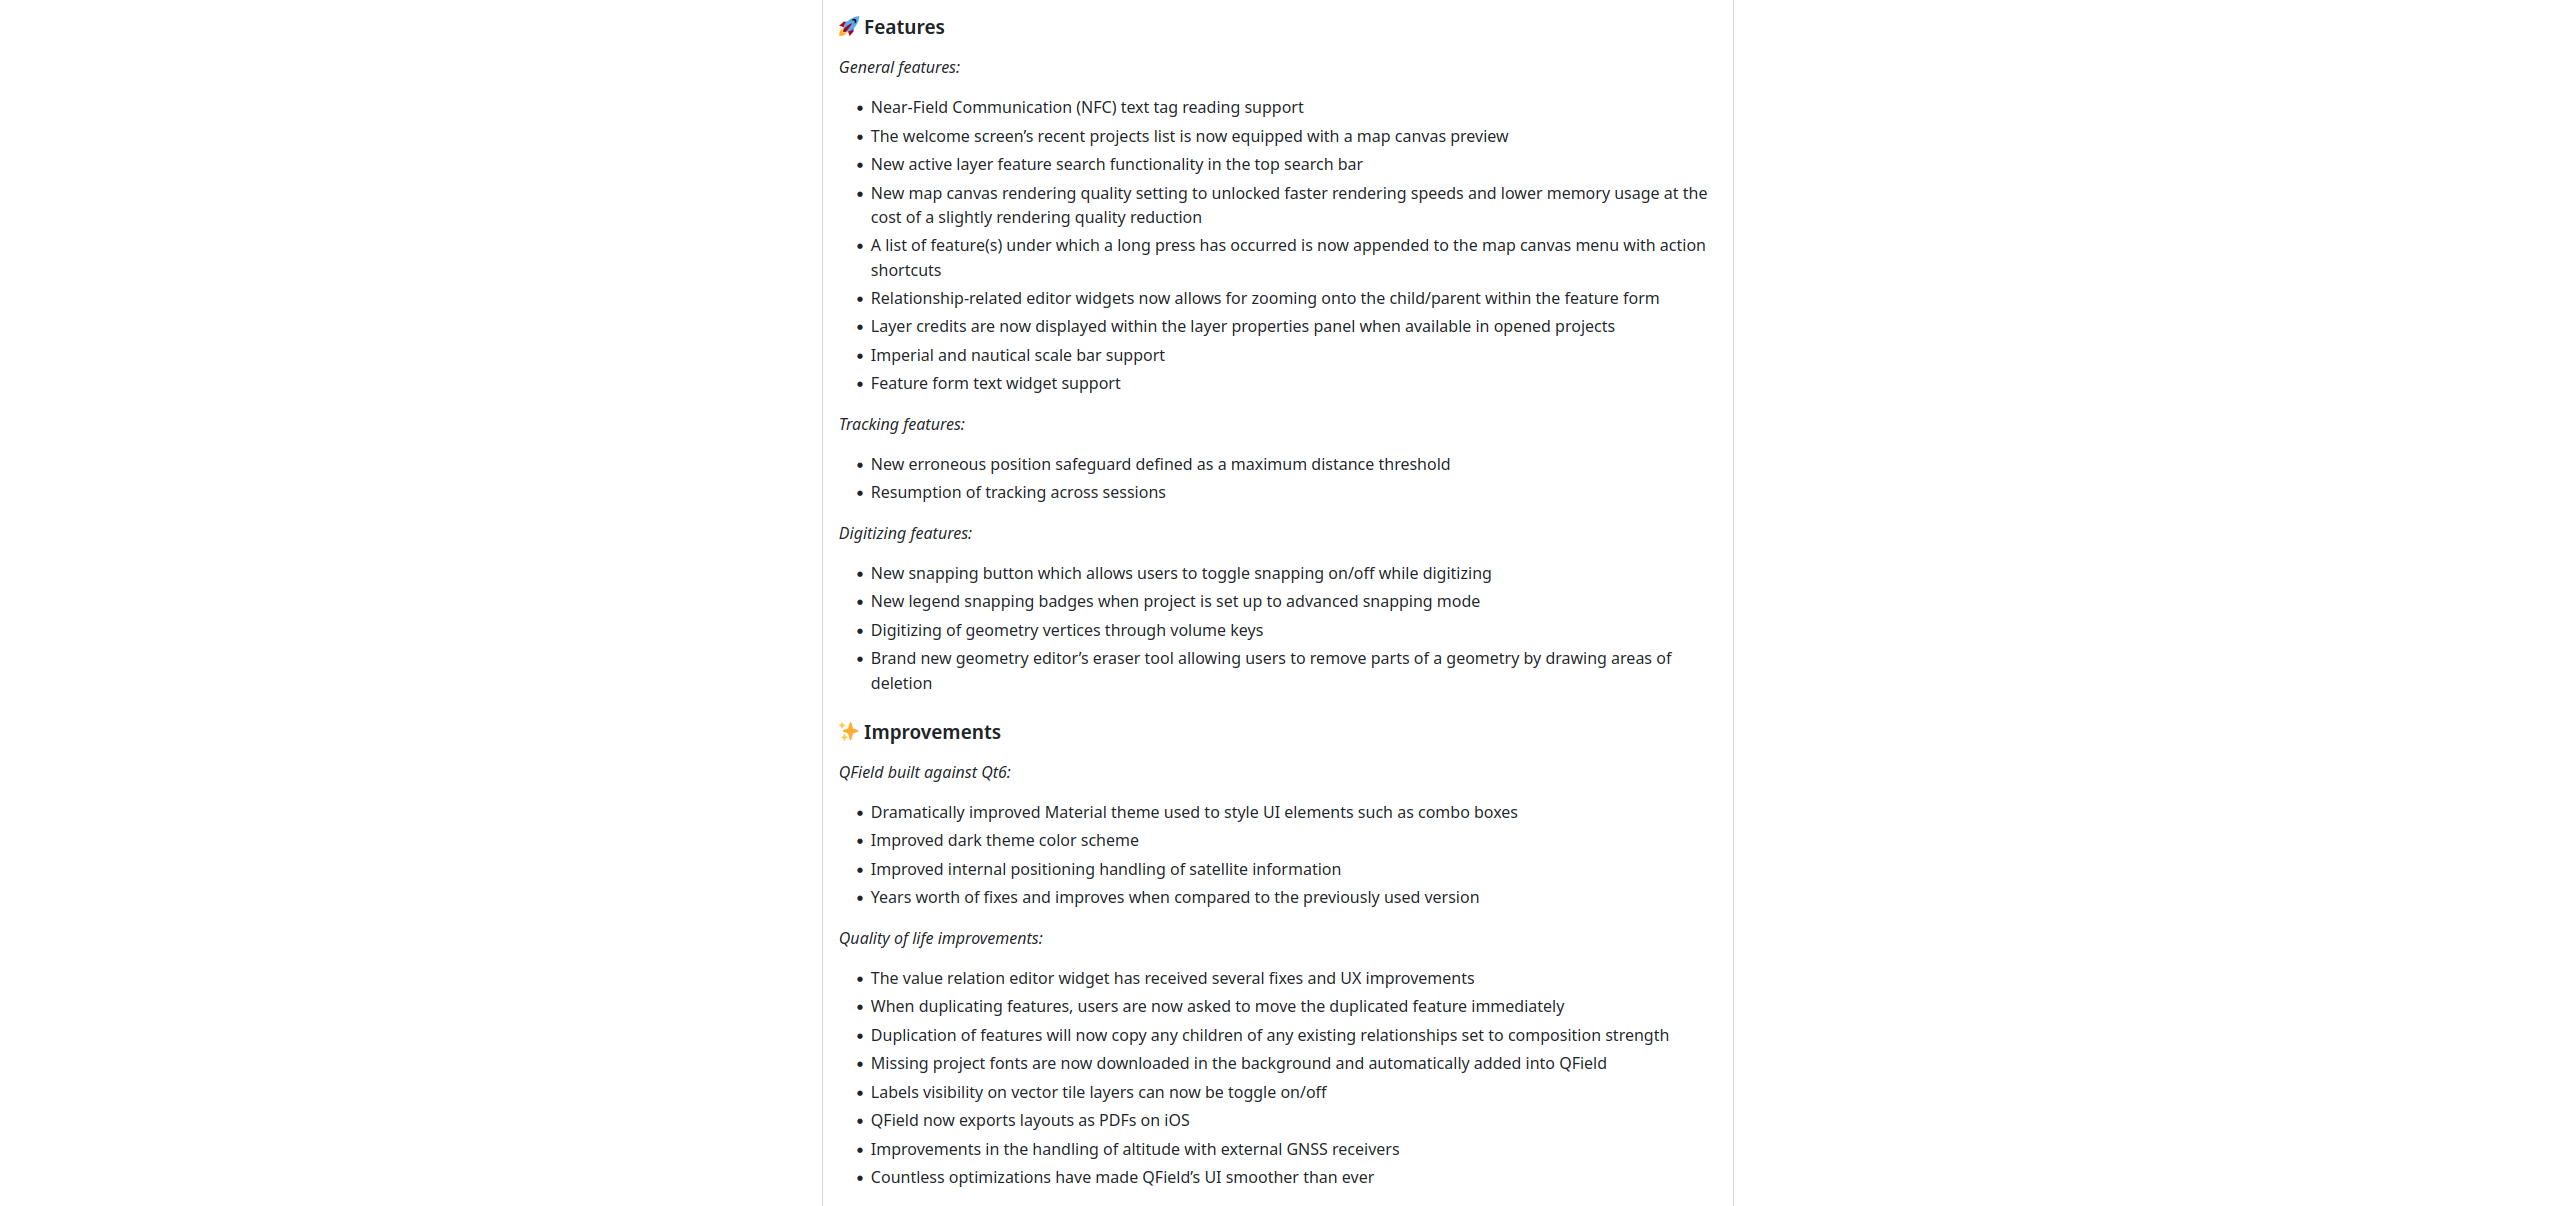 🚀 Features
General features:
• Near-Field Communication (NFC) text tag reading support
• The welcome screen’s recent projects list is now equipped with a map canvas preview
• New active layer feature search functionality in the top search bar
• New map canvas rendering quality setting to unlocked faster rendering speeds and lower memory usage at the
cost of a slightly rendering quality reduction
• A list of feature(s) under which a long press has occurred is now appended to the map canvas menu with action
shortcuts
• Relationship-related editor widgets now allows for zooming onto the child/parent within the feature form
• Layer credits are now displayed within the layer properties panel when available in opened projects
• Imperial and nautical scale bar support
• Feature form text widget support
Tracking features:
• New erroneous position safeguard defined as a maximum distance threshold
• Resumption of tracking across sessions
Digitizing features:
• New snapping button which allows users to toggle snapping on/off while digitizing
• New legend snapping badges when project is set up to advanced snapping mode
• Digitizing of geometry vertices through volume keys
• Brand new geometry editor’s eraser tool allowing users to remove parts of a geometry by drawing areas of
deletion
✨ Improvements
QField built against Qt6:
• Dramatically improved Material theme used to style UI elements such as combo boxes
• Improved dark theme color scheme
• Improved internal positioning handling of satellite information
• Years worth of fixes and improves when compared to the previously used version
Quality of life improvements:
• The value relation editor widget has received several fixes and UX improvements
• When duplicating features, users are now asked to move the duplicated feature immediately
• Duplication of features will now copy any children of any existing relationships set to composition strength
• Missing project fonts are now downloaded in the background and automatically added into QField
• Labels visibility on vector tile layers can now be toggle on/off
• QField now exports layouts as PDFs on iOS
• Improvements in the handling of altitude with external GNSS receivers
• Countless optimizations have made QField’s UI smoother than ever